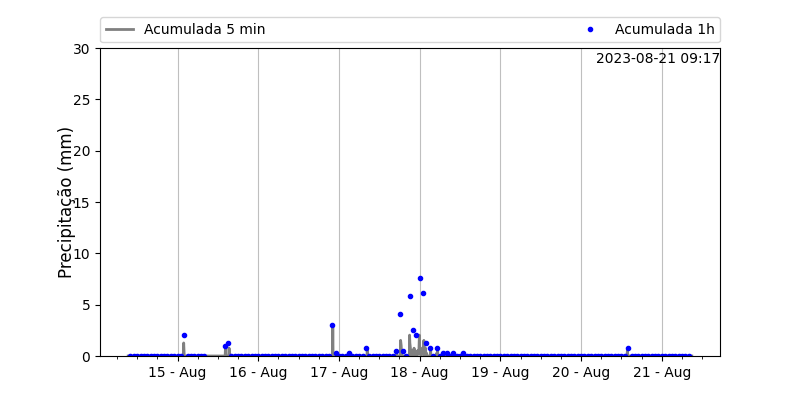 Acumulada 5 min
Acumulada 1h
2023-08-21 09:17
Precipitação (mm)
30
25
20
15
10
5
0
15 - Aug
16 - Aug
17 - Aug
18 - Aug
19 - Aug
20 - Aug
21 - Aug